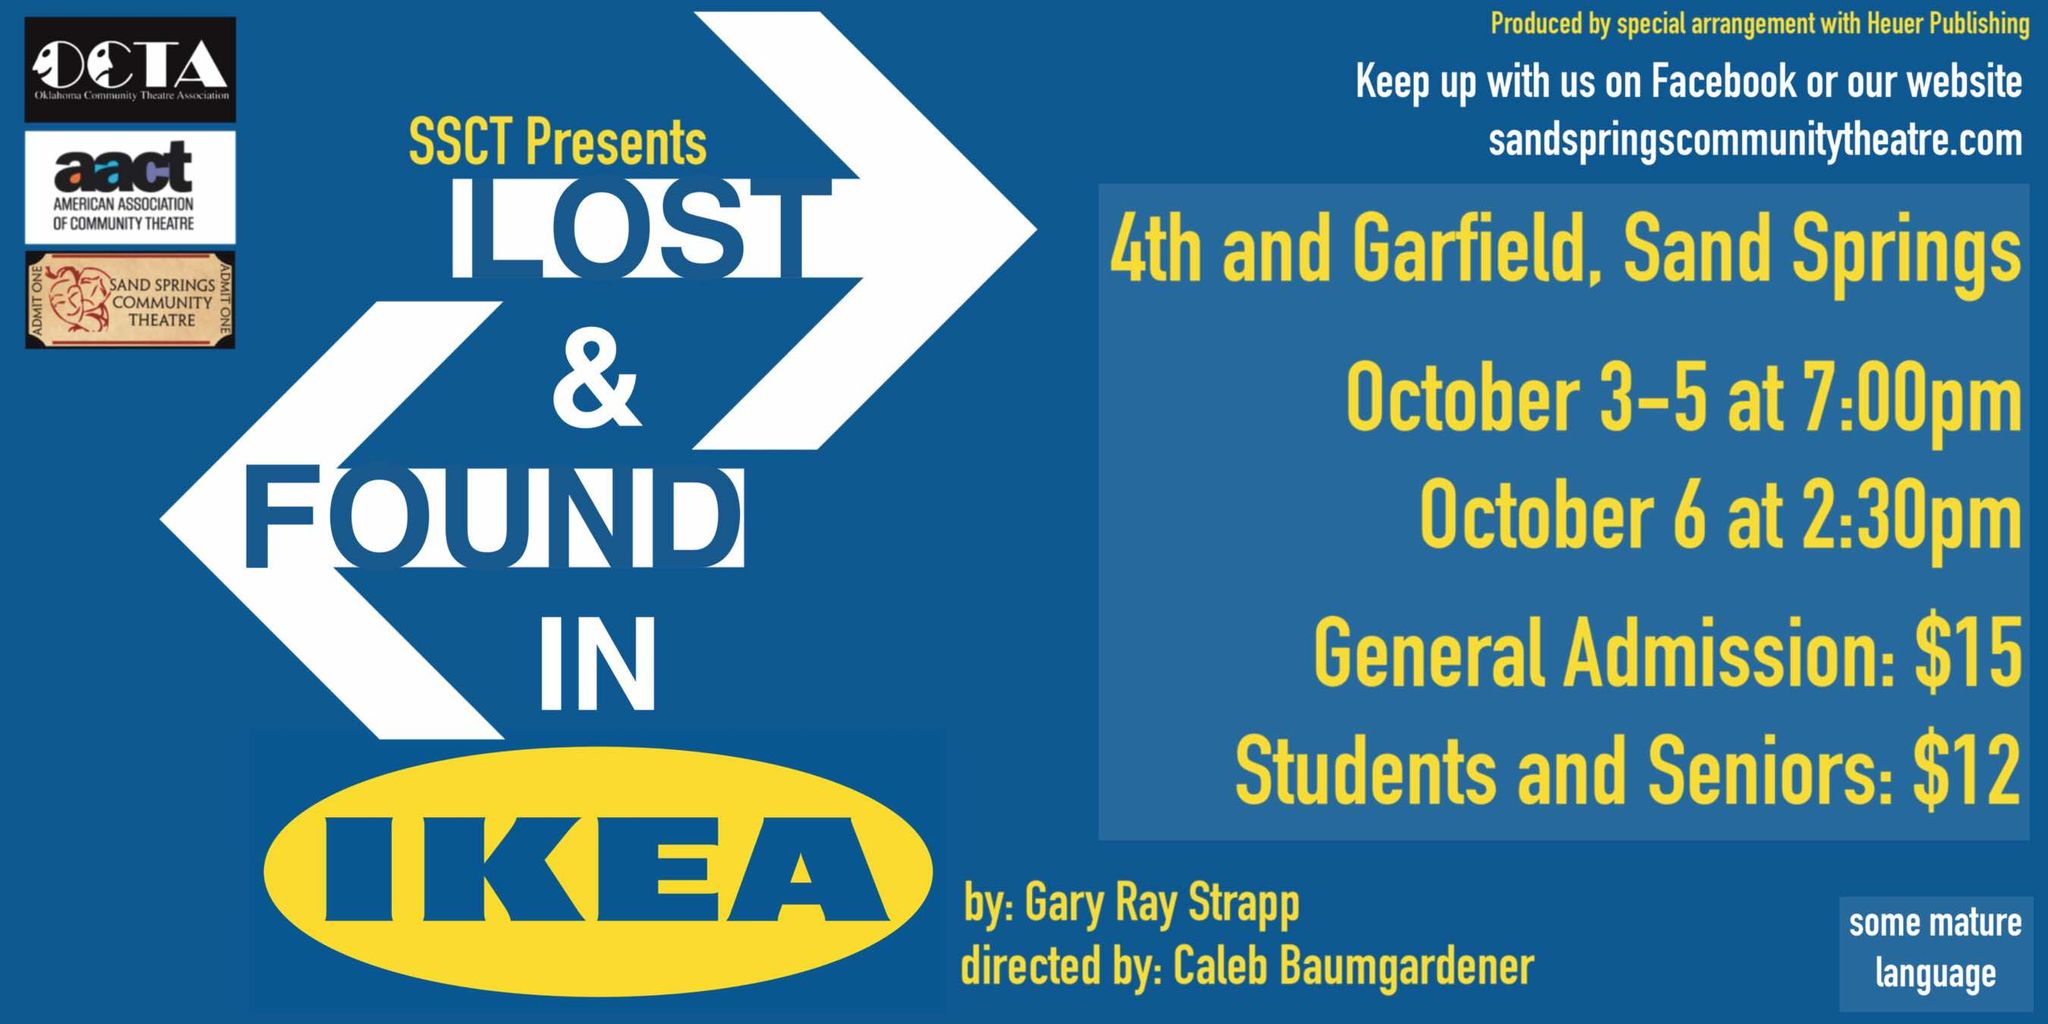 OCTA
Oklahoma Community Theatre Association
aact
AMERICAN ASSOCIATION
OF COMMUNITY THEATRE
ADMIT ONE
SAND SPRINGS
COMMUNITY
THEATRE
ADMIT ONE
SSCT Presents
LOST
&
FOUND
IN
IKEA
by: Gary Ray Strapp
directed by: Caleb Baumgardener
Produced by special arrangement with Heuer Publishing
Keep up with us on Facebook or our website
sandspringscommunitytheatre.com
4th and Garfield, Sand Springs
October 3-5 at 7:00pm
October 6 at 2:30pm
General Admission: $15
Students and Seniors: $12
some mature
language